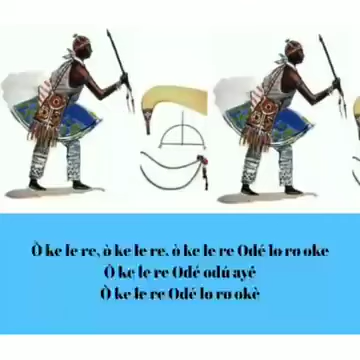 Ò ke le re, ò ke le re, ò ke le re Odé lo ro oke
Ò ke le re Odé odú ayé
Ò ke le re Odé lo ro okè